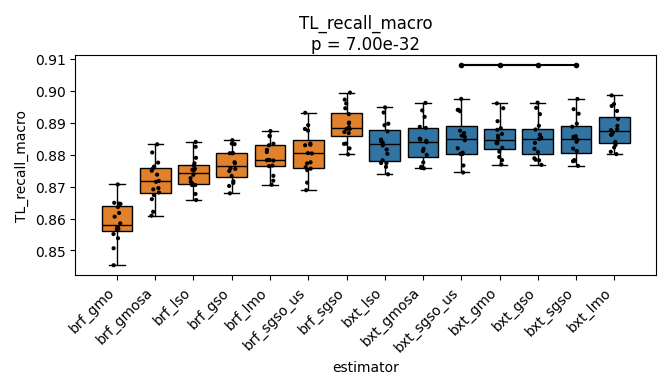 TL_recall_macro
p = 7.00e-32
TL_recall_macro
0.91
0.90
0.89
0.88
0.87
0.86
0.85
brf_gmo
brf_gmosa
brf_lso
brf_gso
brf_lmo
brf_sgso_us
brf_sgso
bxt_lso
bxt_gmosa
bxt_sgso_us
bxt_gmo
bxt_gso
bxt_sgso
bxt_lmo
estimator